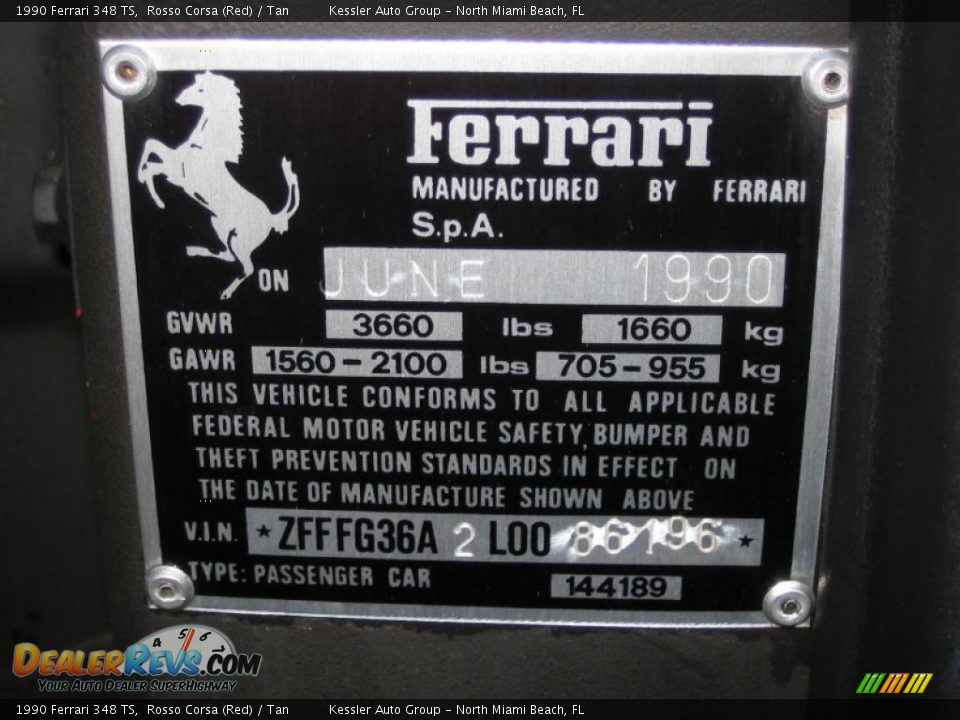 1990 Ferrari 348 TS, Rosso Corsa (Red) / Tan Kessler Auto Group - North Miami Beach, FL
Ferrari
MANUFACTURED BY FERRARI
S.p.A.
ON JUNE 1990
GVWR 3660 lbs 1660 kg
GAWR 1560-2100 lbs 705-955 kg
THIS VEHICLE CONFORMS TO ALL APPLICABLE
FEDERAL MOTOR VEHICLE SAFETY, BUMPER AND
THEFT PREVENTION STANDARDS IN EFFECT ON
THE DATE OF MANUFACTURE SHOWN ABOVE
V.I.N. ★ ZFFFG36A 2 L00 86196 ★
TYPE: PASSENGER CAR 144189
4 5 6
DEALERREVS.COM
YOUR AUTO DEALER SUPERHIGHWAY
1990 Ferrari 348 TS, Rosso Corsa (Red) / Tan Kessler Auto Group - North Miami Beach, FL